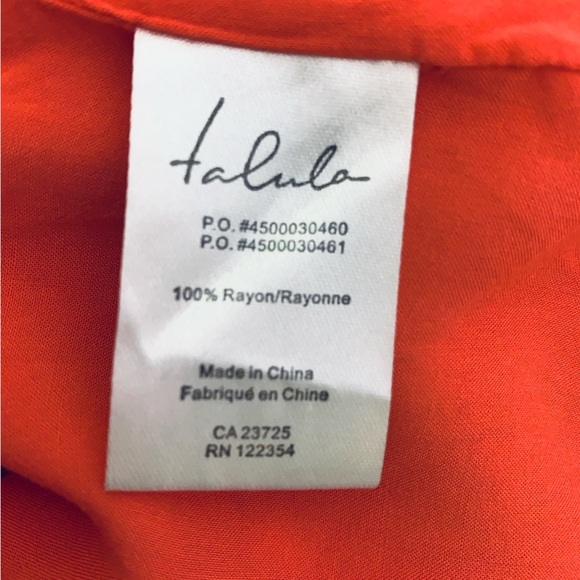 talula
P.O. #4500030460
P.O. #4500030461
100% Rayon/Rayonne
Made in China
Fabriqué en Chine
CA 23725
RN 122354